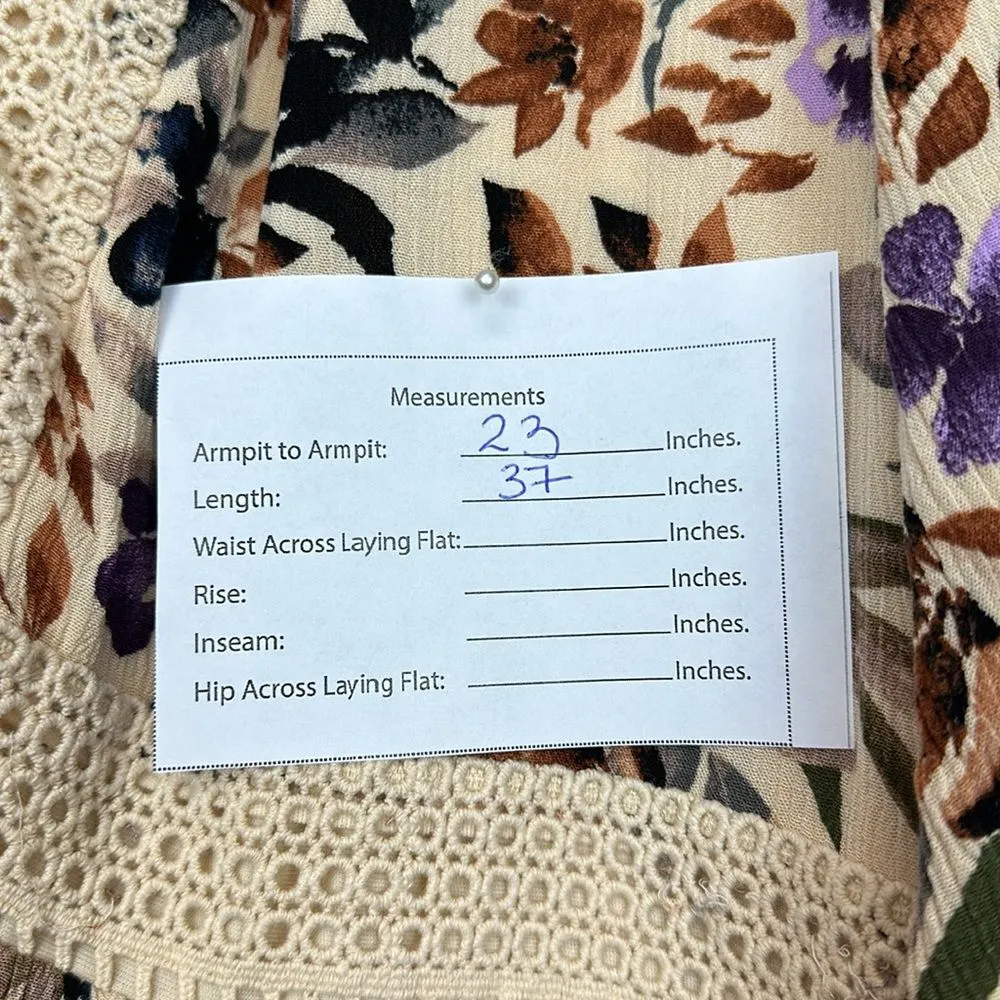 Measurements
Armpit to Armpit: 23 Inches.
Length: 37 Inches.
Waist Across Laying Flat: Inches.
Rise: Inches.
Inseam: Inches.
Hip Across Laying Flat: Inches.